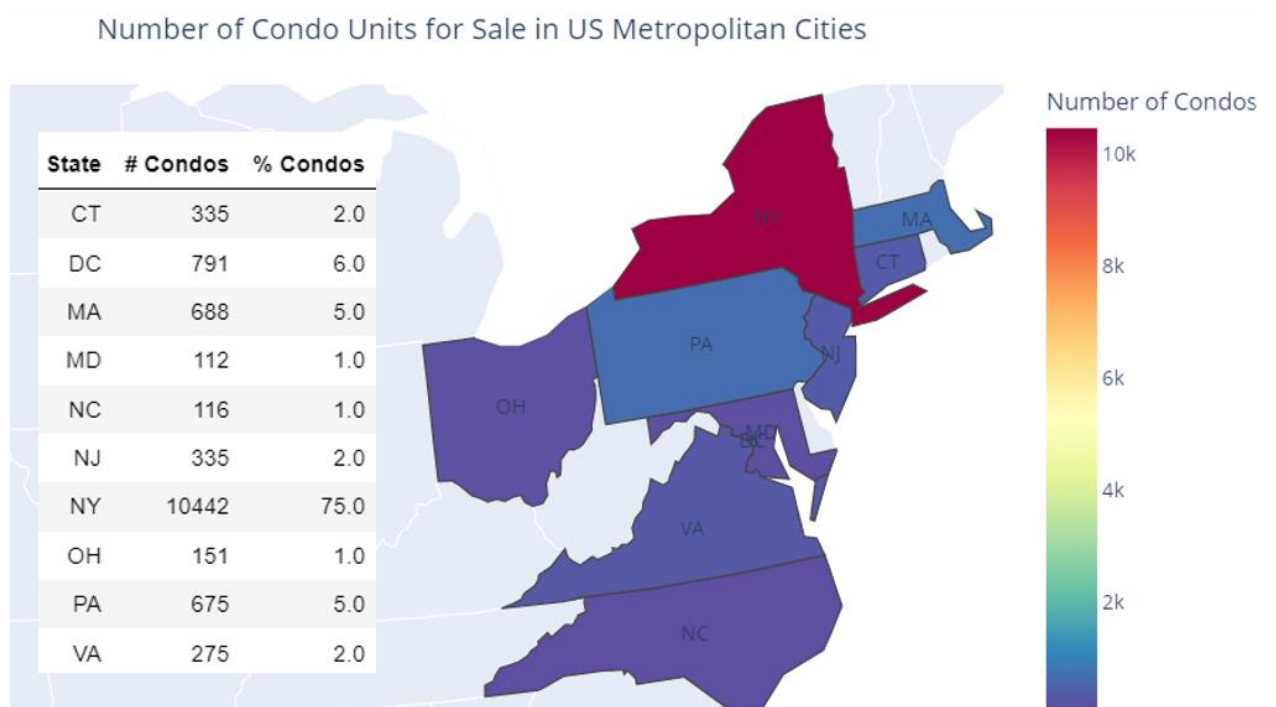 Number of Condo Units for Sale in US Metropolitan Cities
State # Condos % Condos
CT 335 2.0
DC 791 6.0
MA 688 5.0
MD 112 1.0
NC 116 1.0
NJ 335 2.0
NY 10442 75.0
OH 151 1.0
PA 675 5.0
VA 275 2.0
NY
MA
CT
PA
NJ
OH
MD
DC
VA
NC
Number of Condos
10k
8k
6k
4k
2k